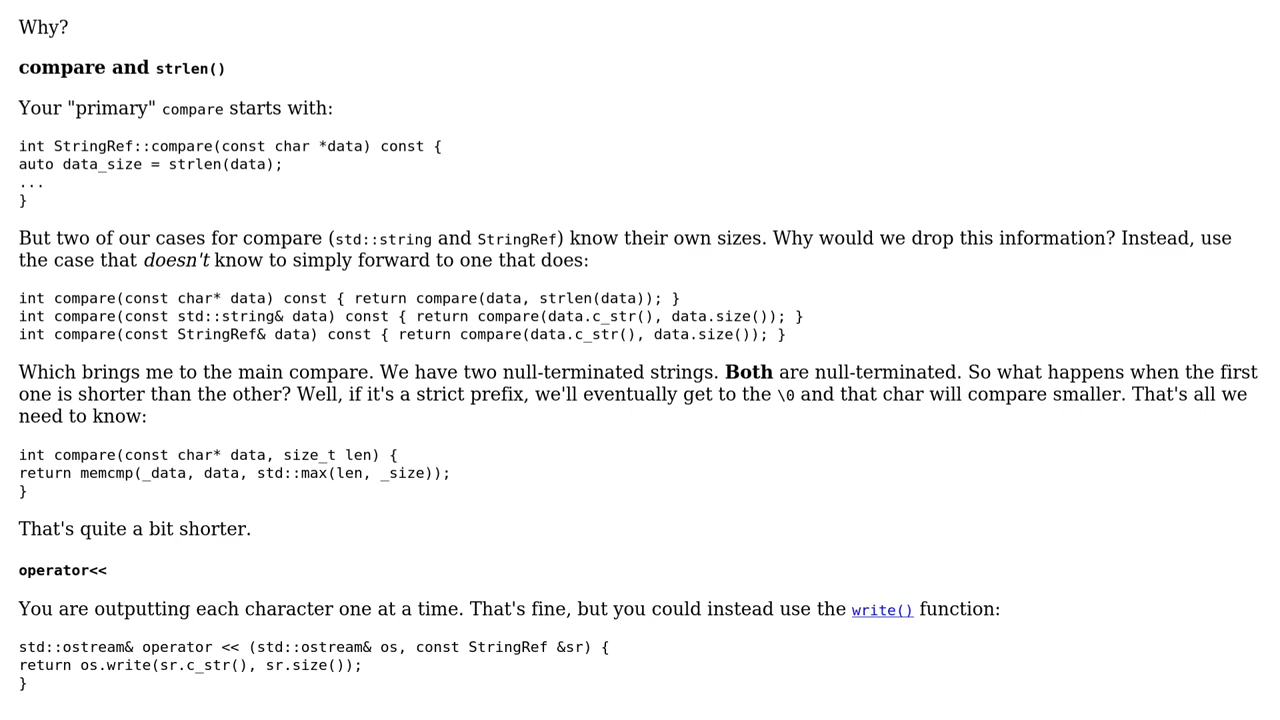 Why?
compare and strlen()
Your "primary" compare starts with:
int StringRef::compare(const char *data) const {
auto data_size = strlen(data);
...
}
But two of our cases for compare (std::string and StringRef) know their own sizes. Why would we drop this information? Instead, use
the case that doesn't know to simply forward to one that does:
int compare(const char* data) const { return compare(data, strlen(data)); }
int compare(const std::string& data) const { return compare(data.c_str(), data.size()); }
int compare(const StringRef& data) const { return compare(data.c_str(), data.size()); }
Which brings me to the main compare. We have two null-terminated strings. Both are null-terminated. So what happens when the first
one is shorter than the other? Well, if it's a strict prefix, we'll eventually get to the \0 and that char will compare smaller. That's all we
need to know:
int compare(const char* data, size_t len) {
return memcmp(_data, data, std::max(len, _size));
}
That's quite a bit shorter.
operator<<
You are outputting each character one at a time. That's fine, but you could instead use the write() function:
std::ostream& operator << (std::ostream& os, const StringRef &sr) {
return os.write(sr.c_str(), sr.size());
}